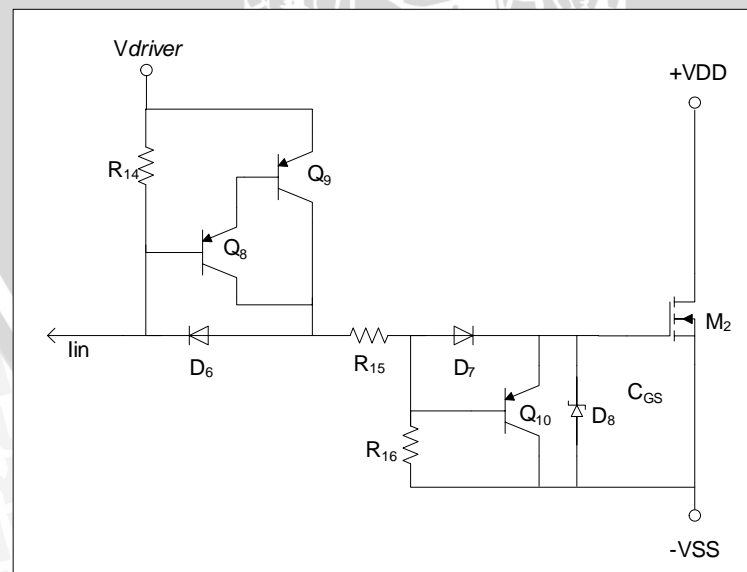 Vdriver
+VDD
R14
Q9
Q8
Iin
D6
R15
D7
M2
Q10
D8
CGS
R16
-VSS